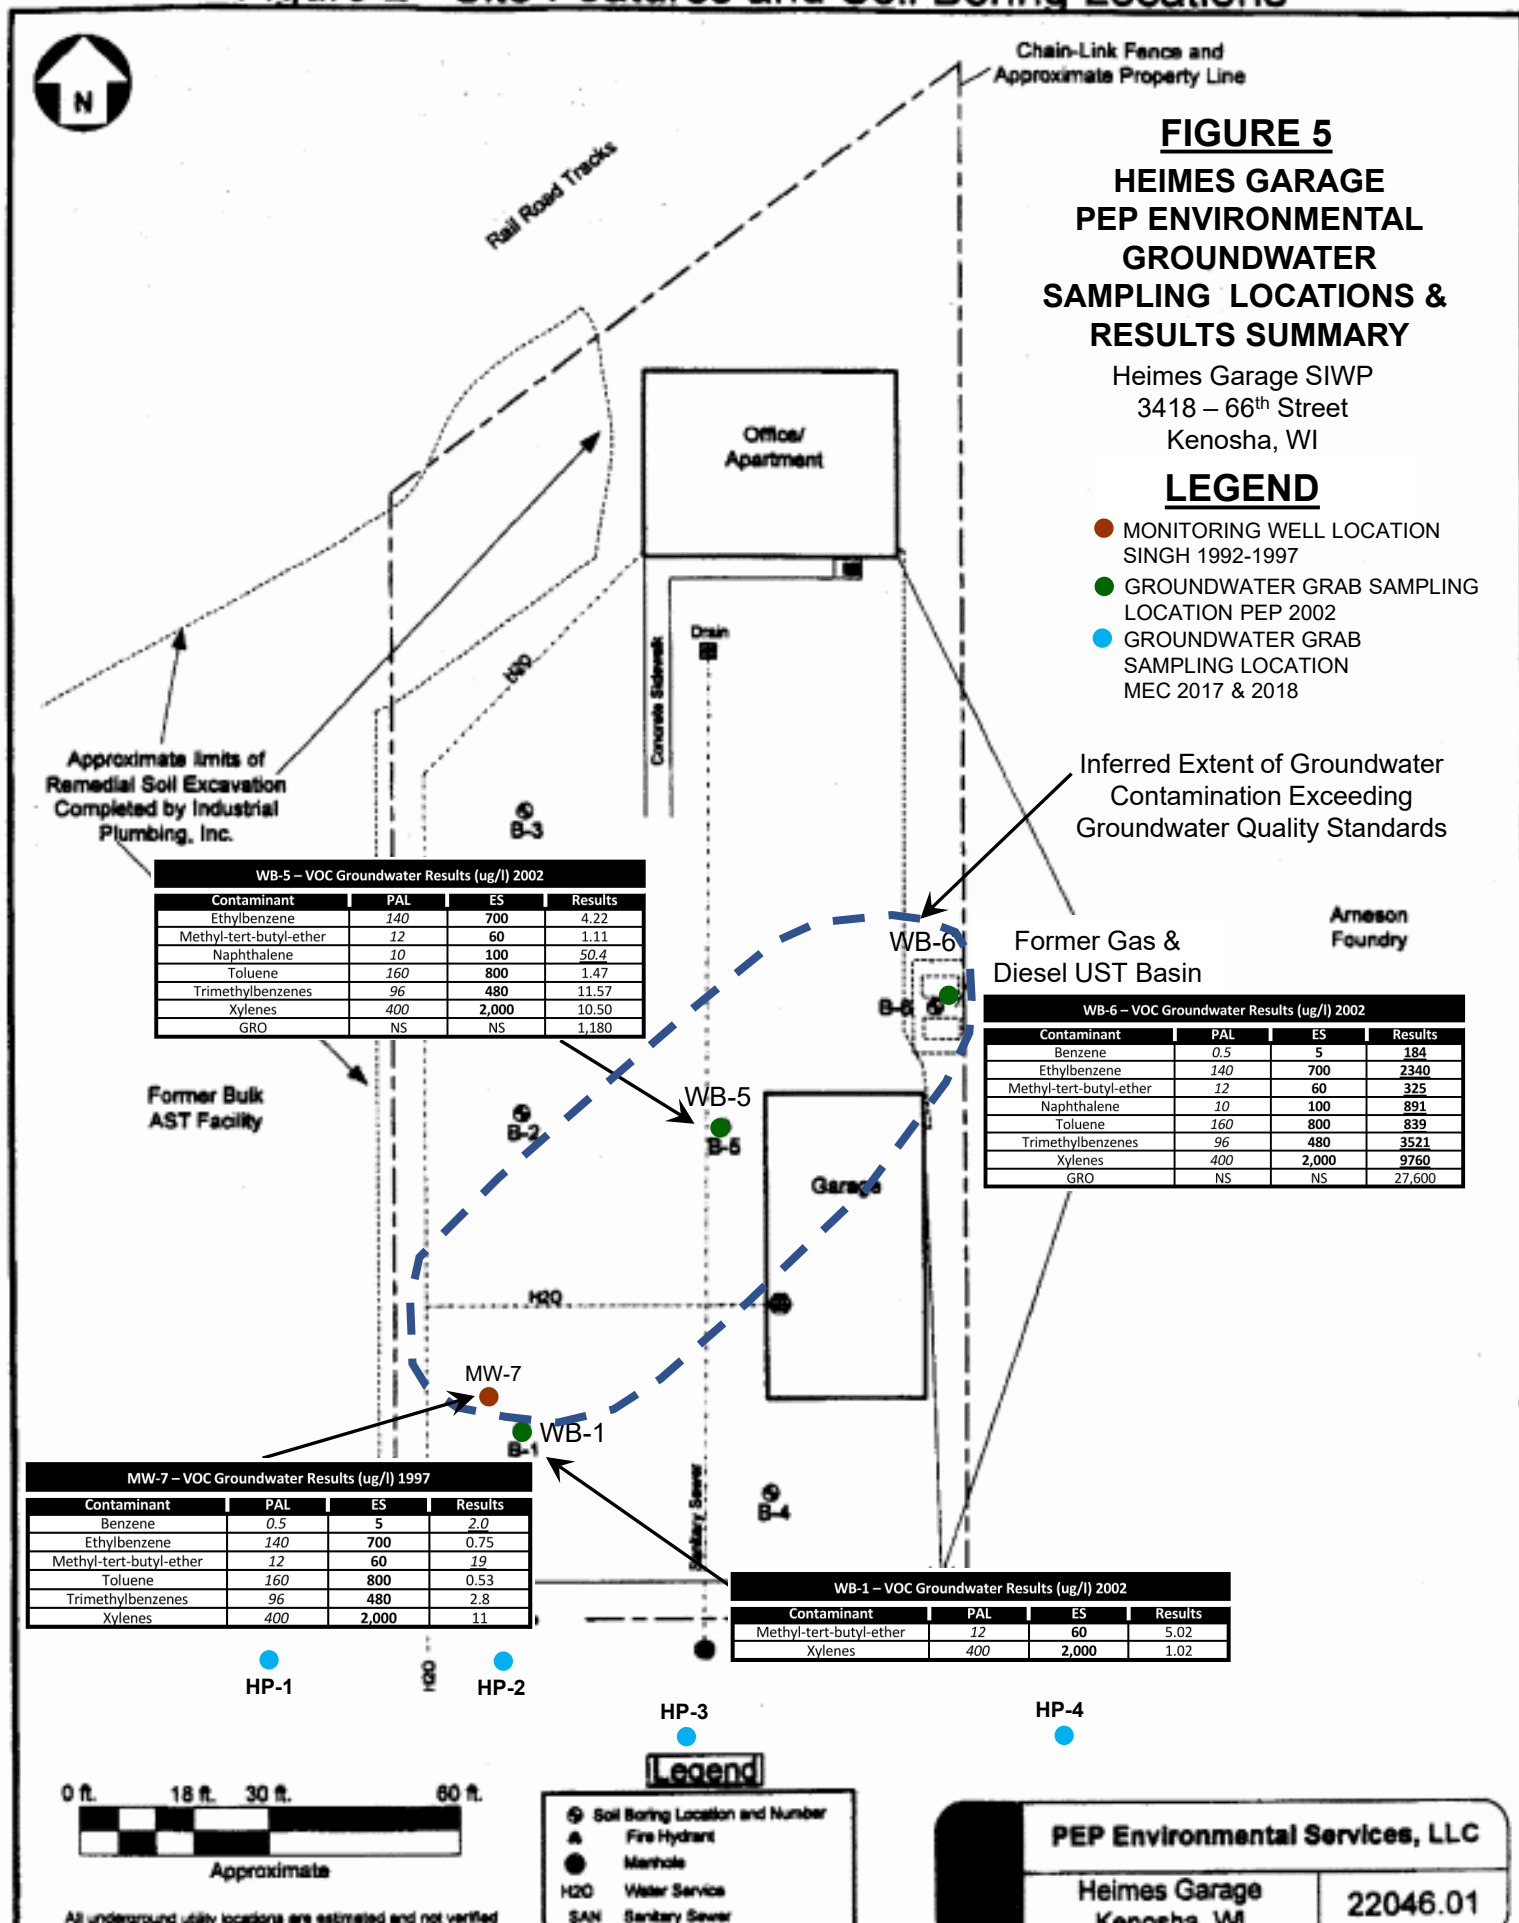 Figure 2 Site Features and Soil Boring Locations
N
Chain-Link Fence and
Approximate Property Line
Rail Road Tracks
FIGURE 5
HEIMES GARAGE
PEP ENVIRONMENTAL
GROUNDWATER
SAMPLING LOCATIONS &
RESULTS SUMMARY
Heimes Garage SIWP
3418 – 66th Street
Kenosha, WI
LEGEND
MONITORING WELL LOCATION
SINGH 1992-1997
GROUNDWATER GRAB SAMPLING
LOCATION PEP 2002
GROUNDWATER GRAB
SAMPLING LOCATION
MEC 2017 & 2018
Office/
Apartment
Drain
H2O
Concrete Sidewalk
Approximate limits of
Remedial Soil Excavation
Completed by Industrial
Plumbing, Inc.
B-3
Inferred Extent of Groundwater
Contamination Exceeding
Groundwater Quality Standards
WB-5 – VOC Groundwater Results (ug/l) 2002
Contaminant PAL ES Results
Ethylbenzene 140 700 4.22
Methyl-tert-butyl-ether 12 60 1.11
Naphthalene 10 100 50.4
Toluene 160 800 1.47
Trimethylbenzenes 96 480 11.57
Xylenes 400 2,000 10.50
GRO NS NS 1,180
Arneson
Foundry
WB-6
Former Gas &
Diesel UST Basin
B-6
WB-6 – VOC Groundwater Results (ug/l) 2002
Contaminant PAL ES Results
Benzene 0.5 5 184
Ethylbenzene 140 700 2340
Methyl-tert-butyl-ether 12 60 325
Naphthalene 10 100 891
Toluene 160 800 839
Trimethylbenzenes 96 480 3521
Xylenes 400 2,000 9760
GRO NS NS 27,600
Former Bulk
AST Facility
B-2
WB-5
B-5
Garage
H2O
MW-7
WB-1
B-1
B-4
Sanitary Sewer
MW-7 – VOC Groundwater Results (ug/l) 1997
Contaminant PAL ES Results
Benzene 0.5 5 2.0
Ethylbenzene 140 700 0.75
Methyl-tert-butyl-ether 12 60 19
Toluene 160 800 0.53
Trimethylbenzenes 96 480 2.8
Xylenes 400 2,000 11
WB-1 – VOC Groundwater Results (ug/l) 2002
Contaminant PAL ES Results
Methyl-tert-butyl-ether 12 60 5.02
Xylenes 400 2,000 1.02
HP-1
H2O
HP-2
HP-3
HP-4
0 ft. 18 ft. 30 ft. 60 ft.
Approximate
All underground utility locations are estimated and not verified
Legend
Soil Boring Location and Number
Fire Hydrant
Manhole
H2O Water Service
SAN Sanitary Sewer
PEP Environmental Services, LLC
Heimes Garage
Kenosha, WI
22046.01